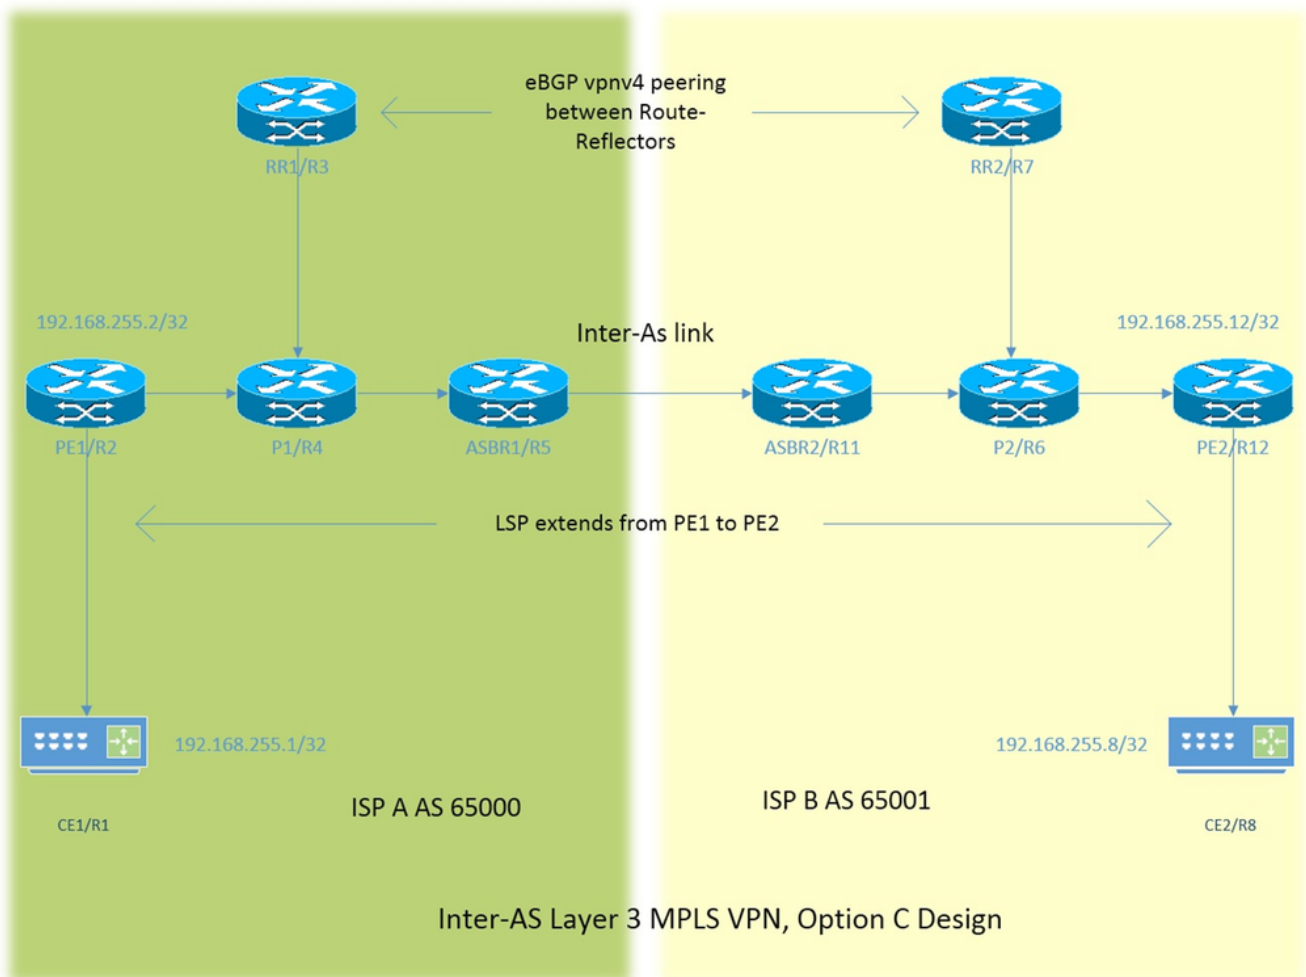 eBGP vpnv4 peering
between Route-
Reflectors
RR1/R3
RR2/R7
192.168.255.2/32
Inter-As link
192.168.255.12/32
PE1/R2
P1/R4
ASBR1/R5
ASBR2/R11
P2/R6
PE2/R12
LSP extends from PE1 to PE2
192.168.255.1/32
192.168.255.8/32
ISP A AS 65000
ISP B AS 65001
CE1/R1
CE2/R8
Inter-AS Layer 3 MPLS VPN, Option C Design